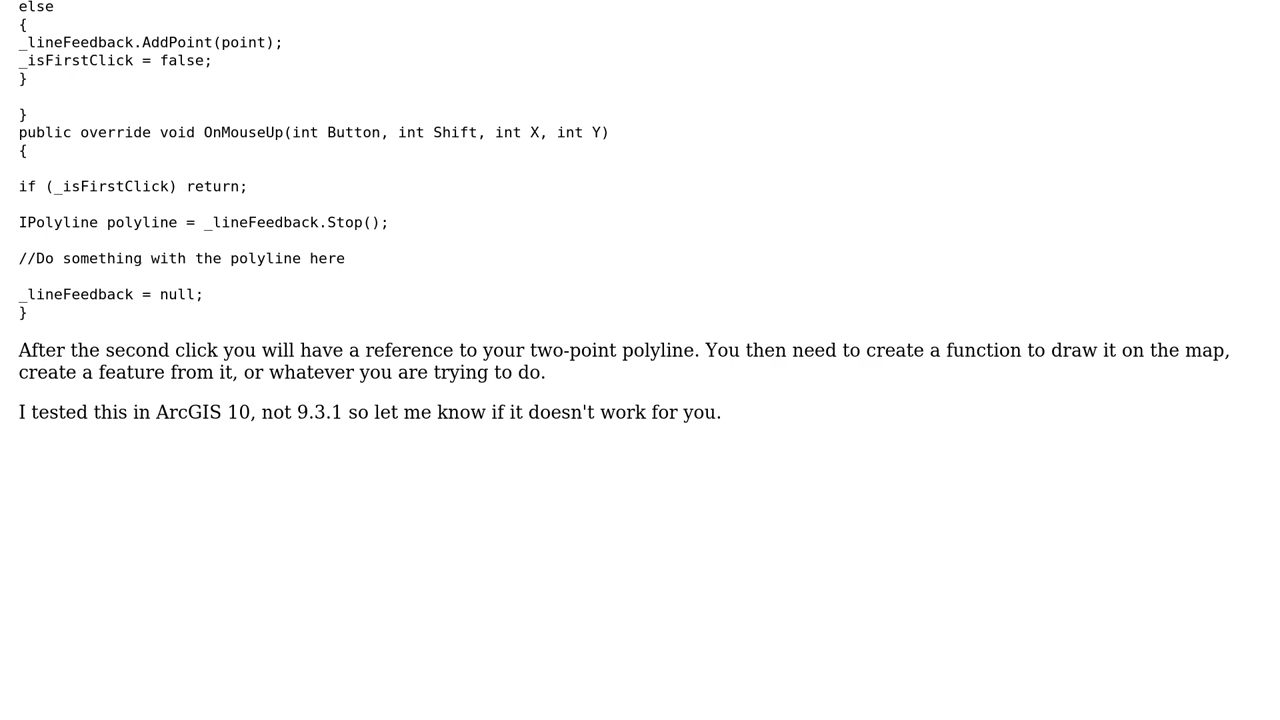 else
{
_lineFeedback.AddPoint(point);
_isFirstClick = false;
}
}
public override void OnMouseUp(int Button, int Shift, int X, int Y)
{
if (_isFirstClick) return;
IPolyline polyline = _lineFeedback.Stop();
//Do something with the polyline here
_lineFeedback = null;
}
After the second click you will have a reference to your two-point polyline. You then need to create a function to draw it on the map,
create a feature from it, or whatever you are trying to do.
I tested this in ArcGIS 10, not 9.3.1 so let me know if it doesn't work for you.